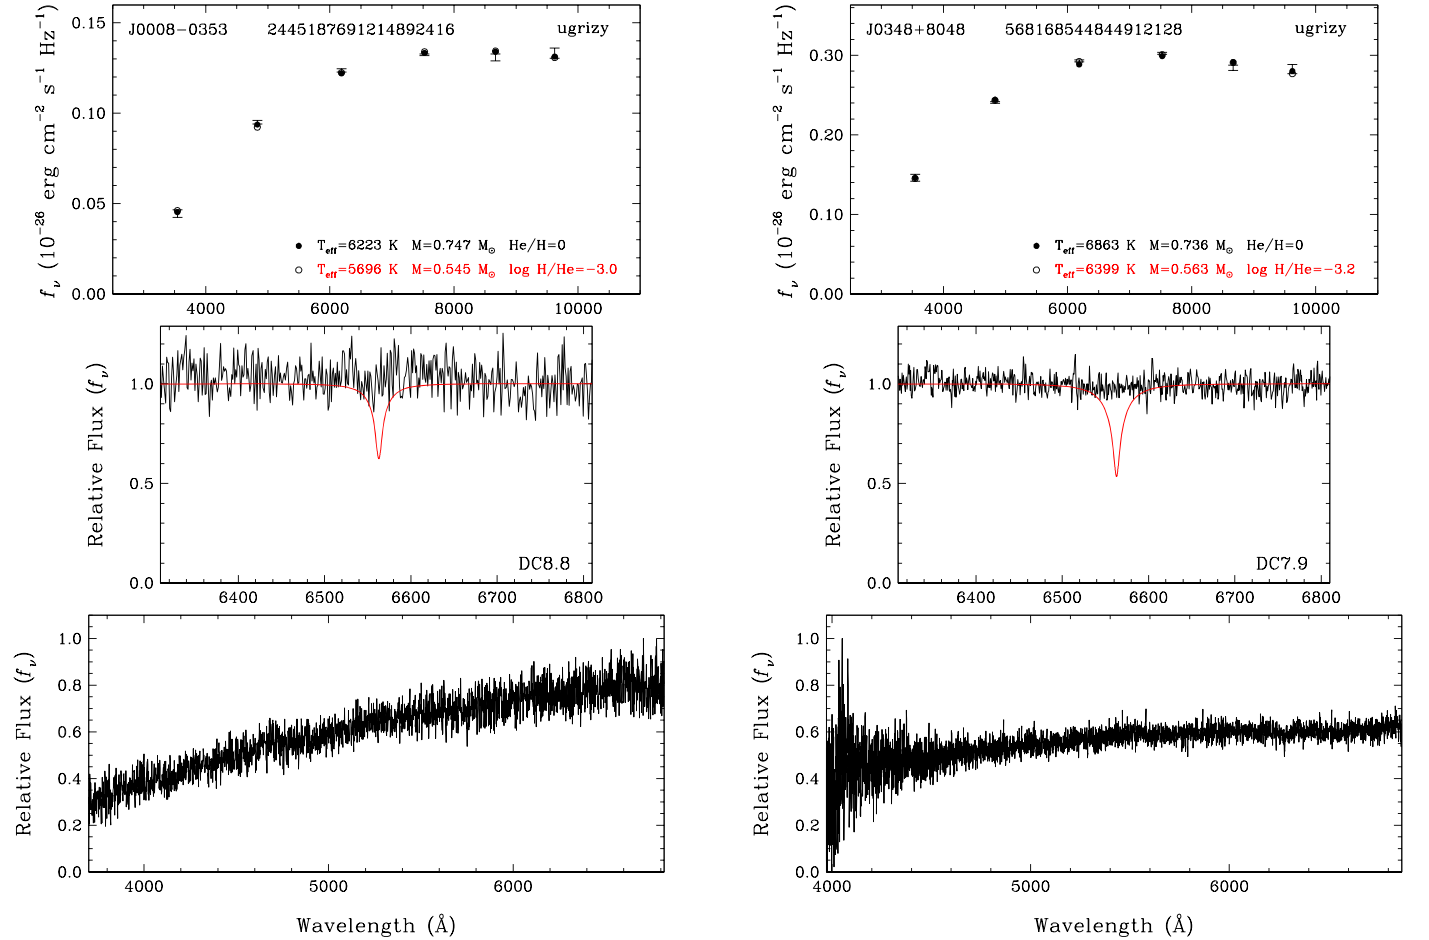 J0008−0353 2445187691214892416 ugrizy
0.15
0.10
0.05
0.00
fν (10−26 erg cm−2 s−1 Hz−1)
Teff=6223 K M=0.747 M⊙ He/H=0
Teff=5696 K M=0.545 M⊙ log H/He=−3.0
4000 6000 8000 10000
1.0
0.5
0.0
Relative Flux (fν)
DC8.8
6400 6500 6600 6700 6800
1.0
0.8
0.6
0.4
0.2
0.0
Relative Flux (fν)
4000 5000 6000
Wavelength (Å)
J0348+8048 568168544844912128 ugrizy
0.30
0.20
0.10
0.00
fν (10−26 erg cm−2 s−1 Hz−1)
Teff=6863 K M=0.736 M⊙ He/H=0
Teff=6399 K M=0.563 M⊙ log H/He=−3.2
4000 6000 8000 10000
1.0
0.5
0.0
Relative Flux (fν)
DC7.9
6400 6500 6600 6700 6800
1.0
0.8
0.6
0.4
0.2
0.0
Relative Flux (fν)
4000 5000 6000
Wavelength (Å)